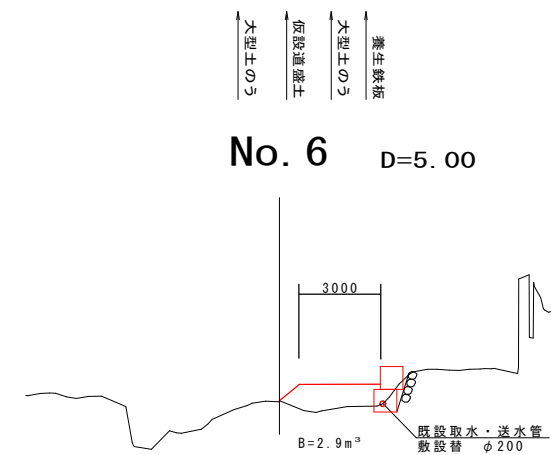 大型土のう
仮設道盛土
大型土のう
養生鉄板
No. 6 D=5.00
3000
B=2.9m³
既設取水・送水管
敷設替 φ200